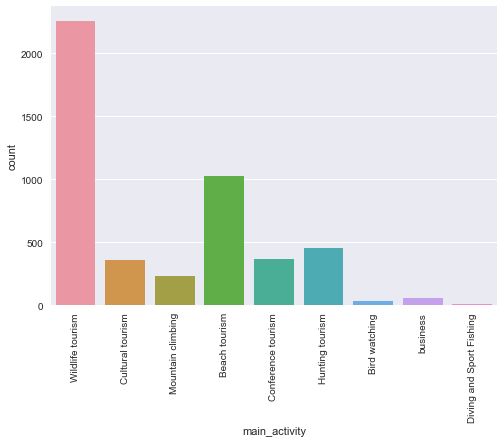 2000
1500
1000
500
0
count
Wildlife tourism
Cultural tourism
Mountain climbing
Beach tourism
Conference tourism
Hunting tourism
Bird watching
business
Diving and Sport Fishing
main_activity